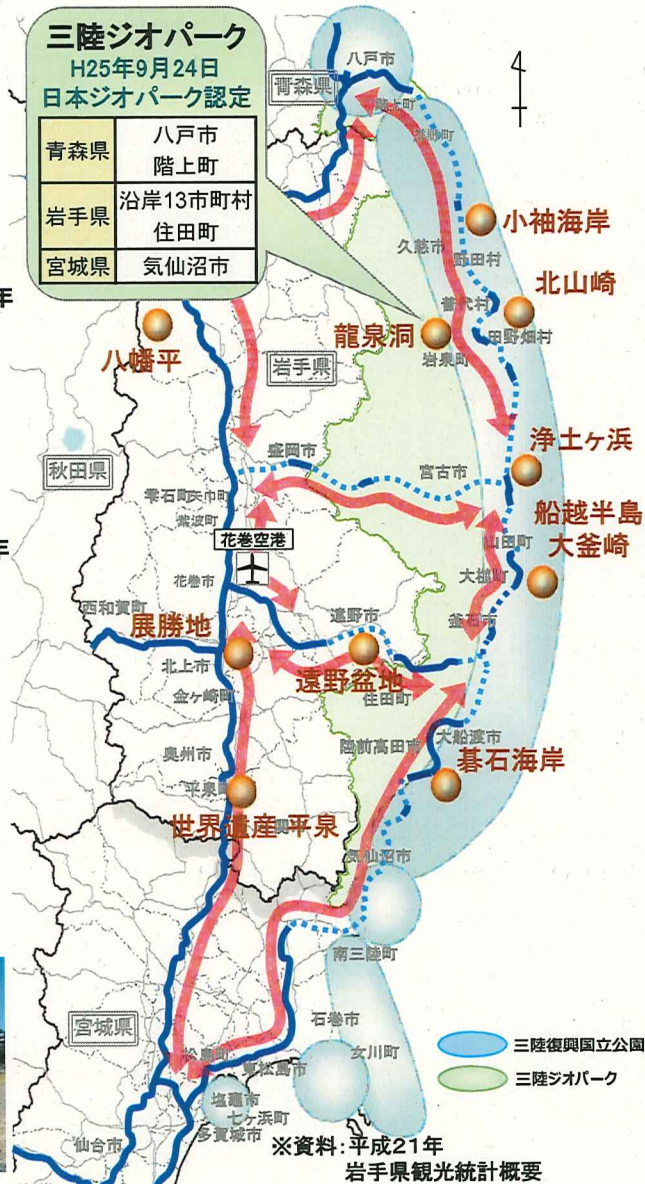 三陸ジオパーク
H25年9月24日
日本ジオパーク認定
青森県
八戸市
階上町
岩手県
沿岸13市町村
住田町
宮城県
気仙沼市
八戸市
青森県
階上町
洋野町
小袖海岸
久慈市
野田村
年
北山崎
普代村
田野畑村
龍泉洞
岩泉町
八幡平
岩手県
浄土ヶ浜
盛岡市
宮古市
秋田県
雫石町
矢巾町
紫波町
船越半島
大釜崎
山田町
花巻空港
年
大槌町
花巻市
西和賀町
遠野市
釜石市
展勝地
遠野盆地
北上市
住田町
金ヶ崎町
大船渡市
陸前高田市
奥州市
碁石海岸
平泉町
世界遺産 平泉
関
気仙沼市
南三陸町
石巻市
宮城県
女川町
三陸復興国立公園
松島町
東松島市
三陸ジオパーク
塩竈市
七ヶ浜町
多賀城市
仙台市
※資料:平成21年
岩手県観光統計概要